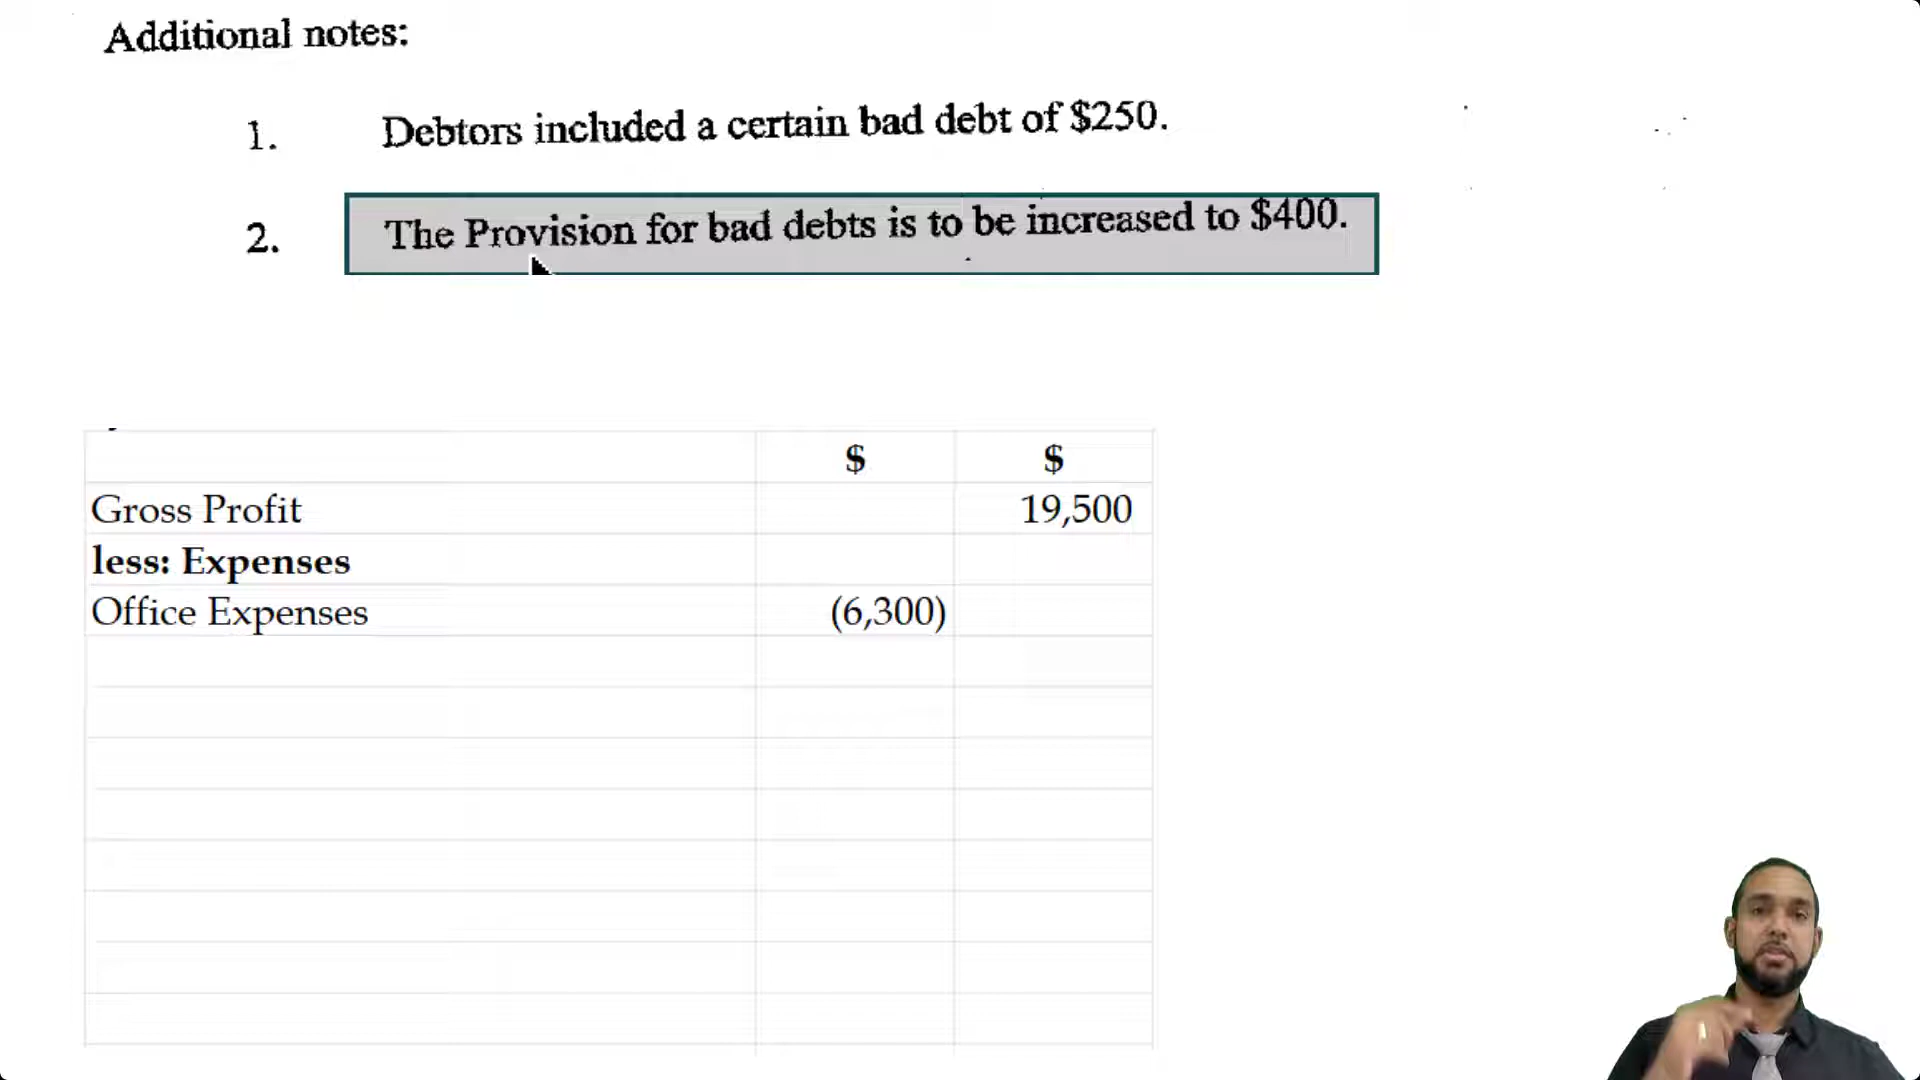 Additional notes:
1. Debtors included a certain bad debt of $250.
2. The Provision for bad debts is to be increased to $400.
$ $
Gross Profit 19,500
less: Expenses
Office Expenses (6,300)